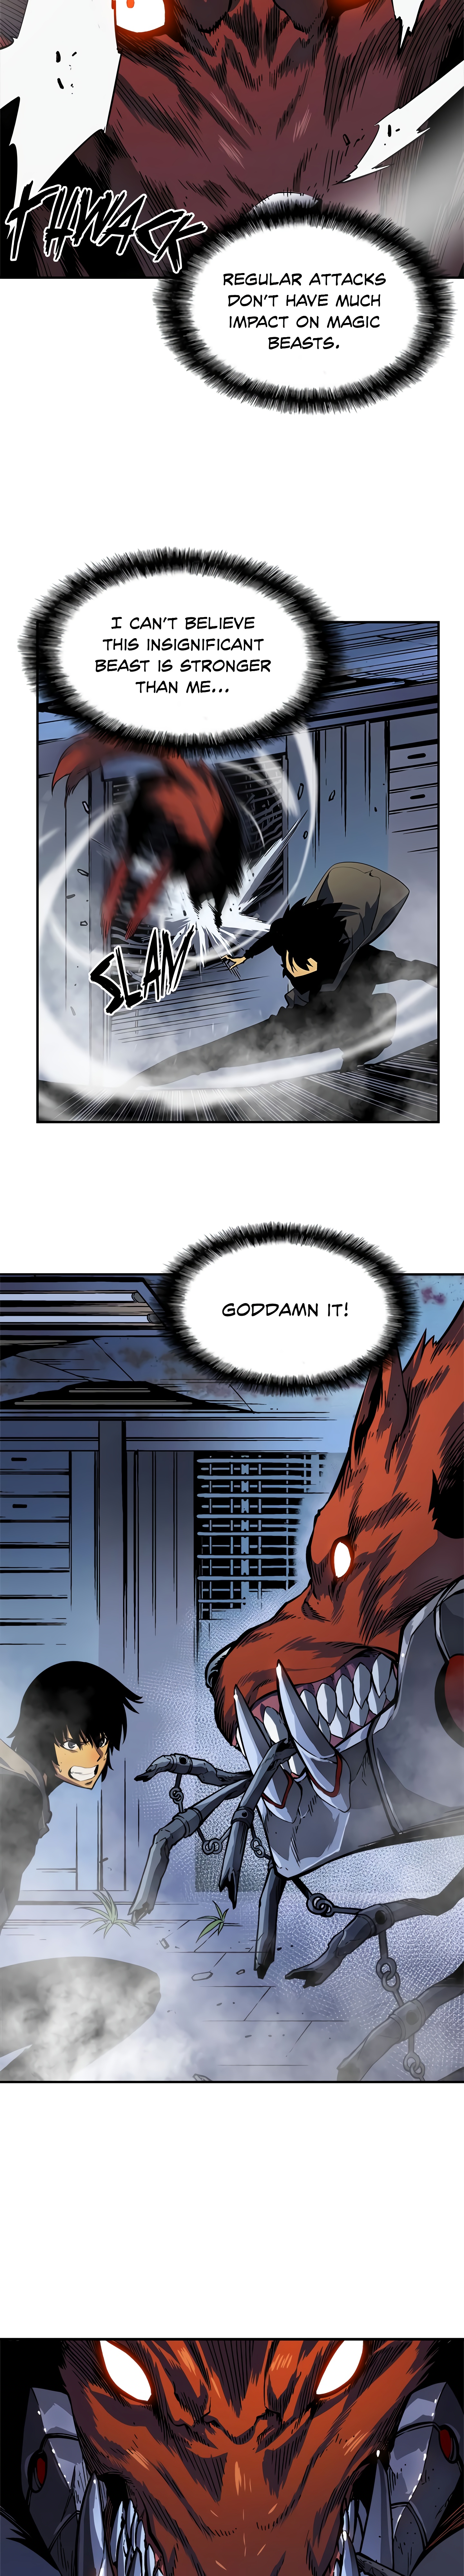 THWACK
REGULAR ATTACKS
DON'T HAVE MUCH
IMPACT ON MAGIC
BEASTS.
I CAN'T BELIEVE
THIS INSIGNIFICANT
BEAST IS STRONGER
THAN ME...
SLAM
GODDAMN IT!